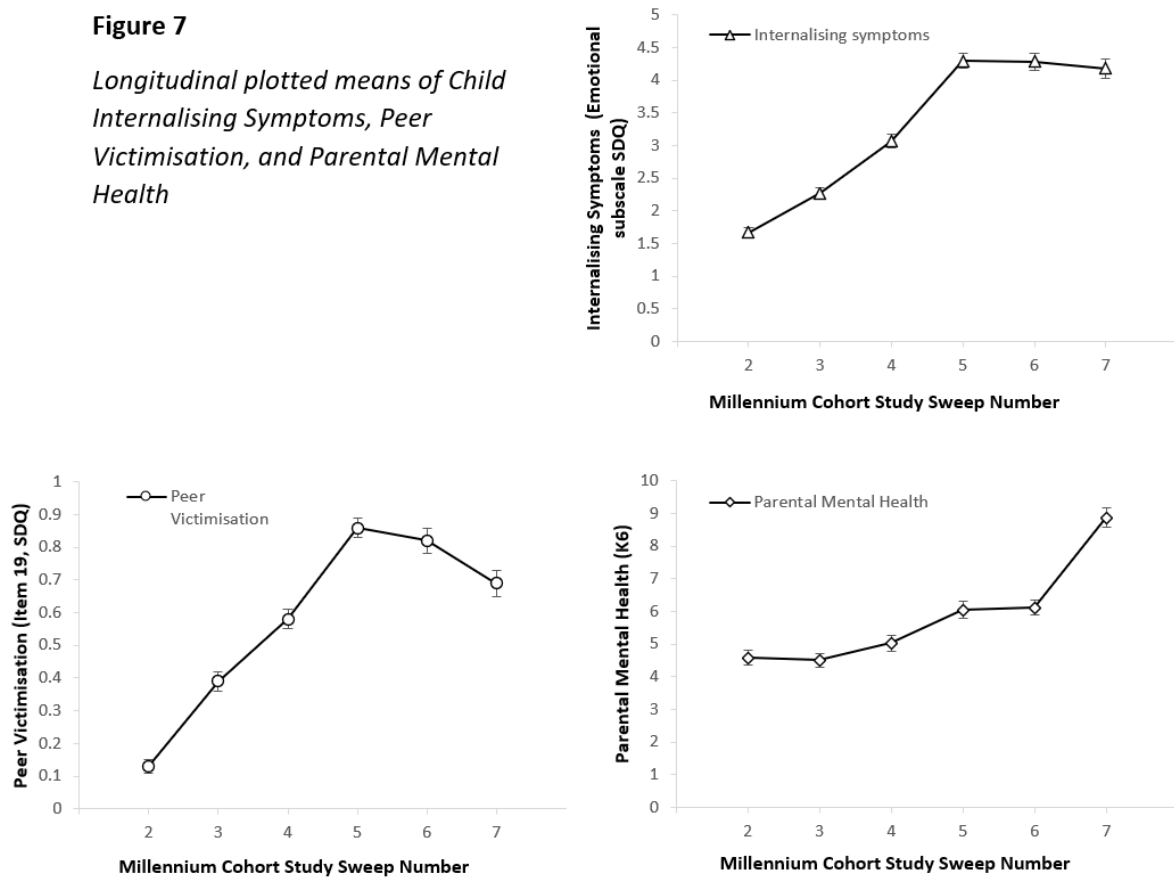 Figure 7
Longitudinal plotted means of Child
Internalising Symptoms, Peer
Victimisation, and Parental Mental
Health
Internalising Symptoms (Emotional
subscale SDQ)
5
4.5
4
3.5
3
2.5
2
1.5
1
0.5
0
Internalising symptoms
2 3 4 5 6 7
Millennium Cohort Study Sweep Number
Peer Victimisation (Item 19, SDQ)
1
0.9
0.8
0.7
0.6
0.5
0.4
0.3
0.2
0.1
0
Peer
Victimisation
2 3 4 5 6 7
Millennium Cohort Study Sweep Number
Parental Mental Health (K6)
10
9
8
7
6
5
4
3
2
1
0
Parental Mental Health
2 3 4 5 6 7
Millennium Cohort Study Sweep Number